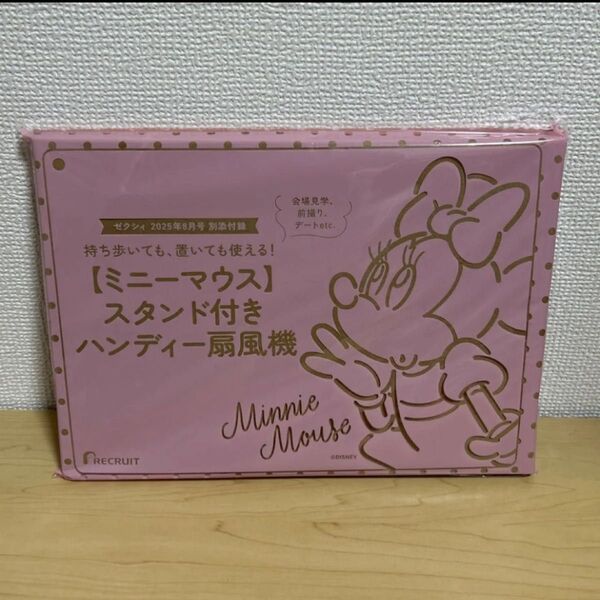 会場見学、
前撮り、
デートetc.
ゼクシィ 2025年8月号 別添付録
持ち歩いても、置いても使える!
【ミニーマウス】
スタンド付き
ハンディー扇風機
Minnie
Mouse
RECRUIT
©DISNEY